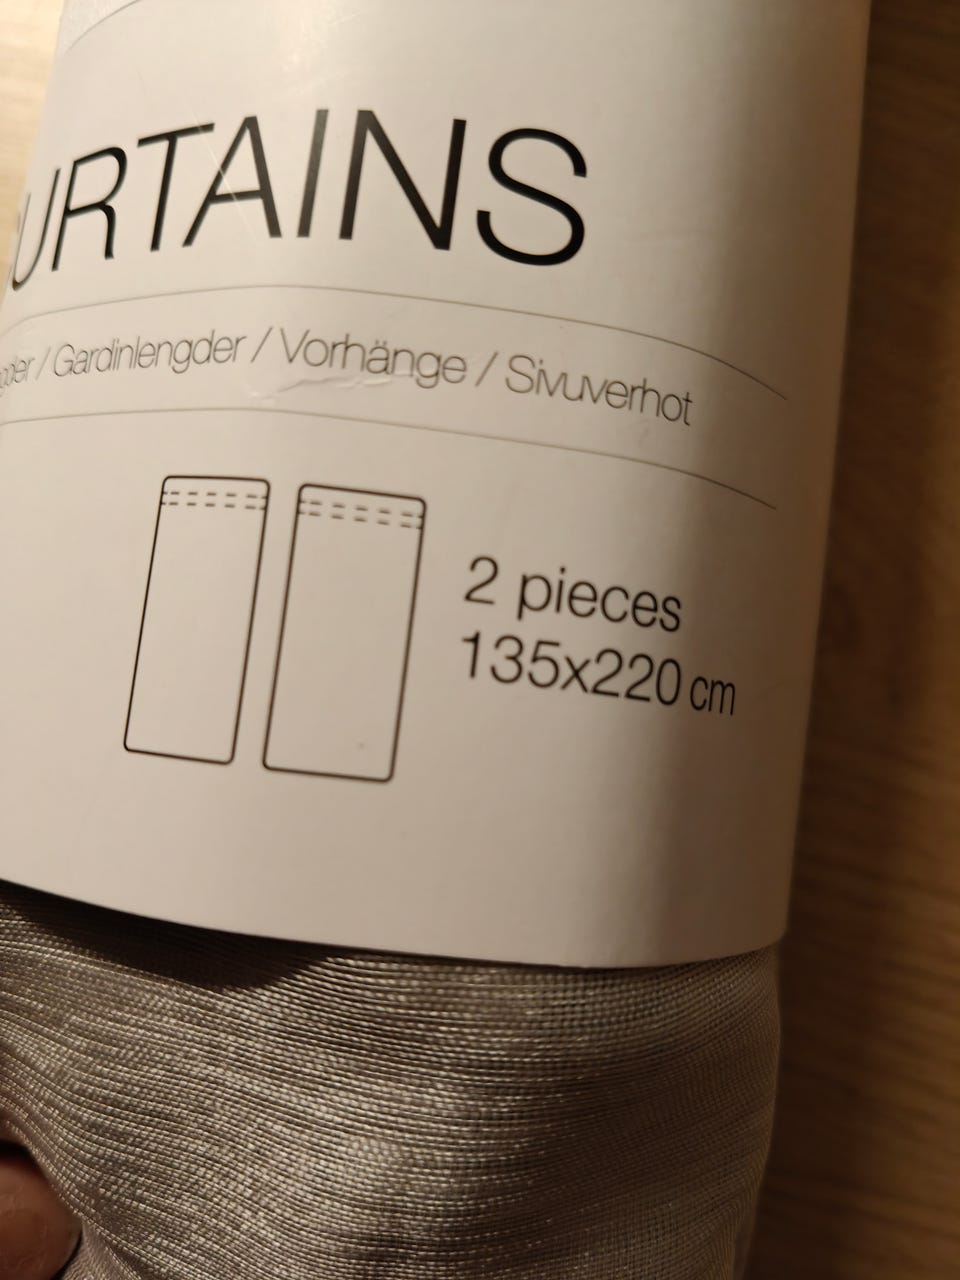 URTAINS
/ Gardinlengder / Vorhänge / Sivuverhot
2 pieces
135x220 cm